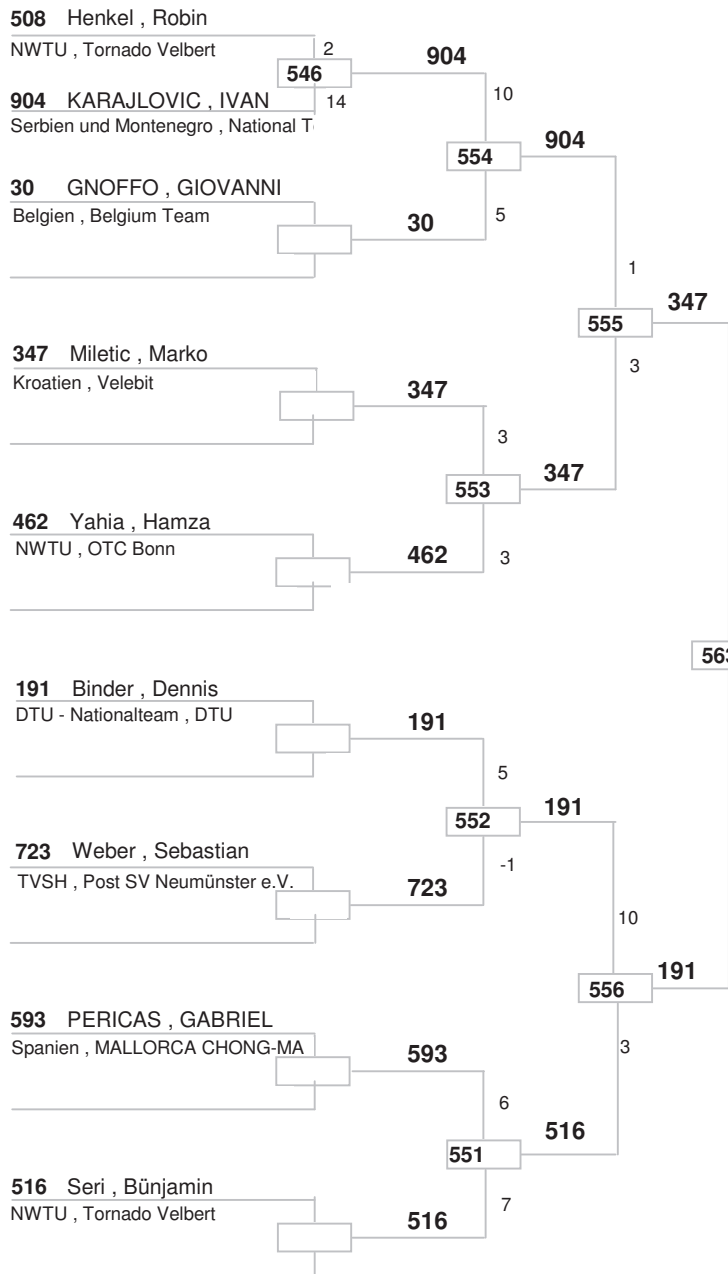 508 Henkel , Robin
NWTU , Tornado Velbert
2
546
904
904 KARAJLOVIC , IVAN
14
Serbien und Montenegro , National T
10
554
904
30 GNOFFO , GIOVANNI
Belgien , Belgium Team
30
5
1
555
347
347 Miletic , Marko
Kroatien , Velebit
347
3
3
553
347
462 Yahia , Hamza
NWTU , OTC Bonn
462
3
563
191 Binder , Dennis
DTU - Nationalteam , DTU
191
5
552
191
723 Weber , Sebastian
TVSH , Post SV Neumünster e.V.
723
-1
10
556
191
593 PERICAS , GABRIEL
Spanien , MALLORCA CHONG-MA
593
3
6
551
516
516 Seri , Bünjamin
NWTU , Tornado Velbert
516
7